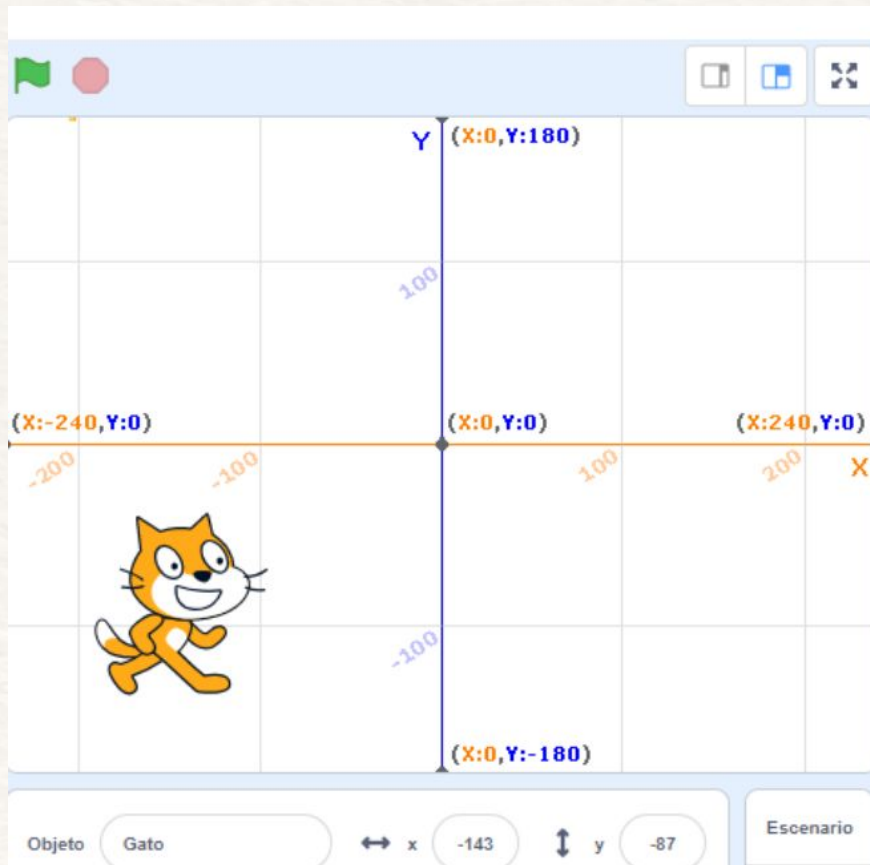 Y (X:0,Y:180)
100
(X:-240,Y:0) (X:0,Y:0) (X:240,Y:0)
-200 -100 100 200 X
-100
(X:0,Y:-180)
Objeto Gato x -143 y -87 Escenario